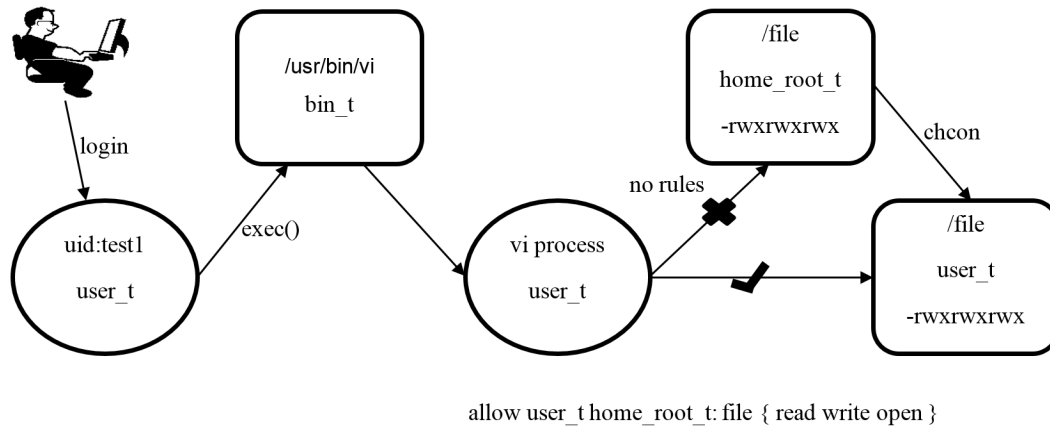 login
uid:test1
user_t
exec()
/usr/bin/vi
bin_t
vi process
user_t
no rules
/file
home_root_t
-rwxrwxrwx
chcon
/file
user_t
-rwxrwxrwx
allow user_t home_root_t: file { read write open }